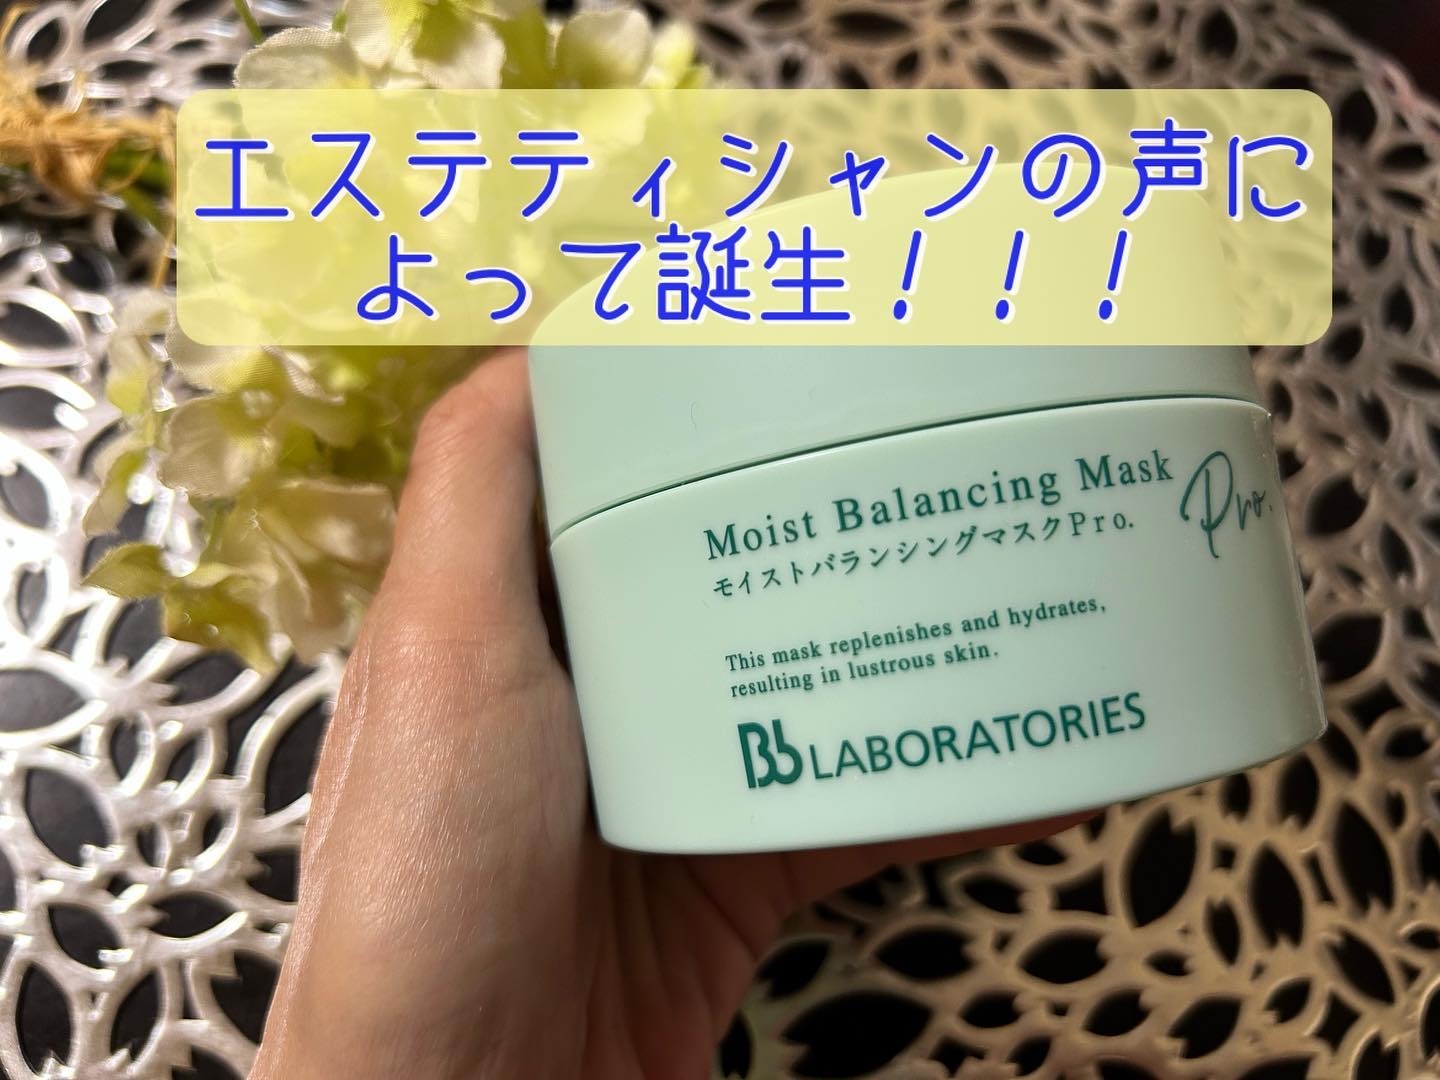 エステティシャンの声に
よって誕生！！！
Moist Balancing Mask Pro.
モイストバランシングマスクPro.
This mask replenishes and hydrates,
resulting in lustrous skin.
Bb LABORATORIES